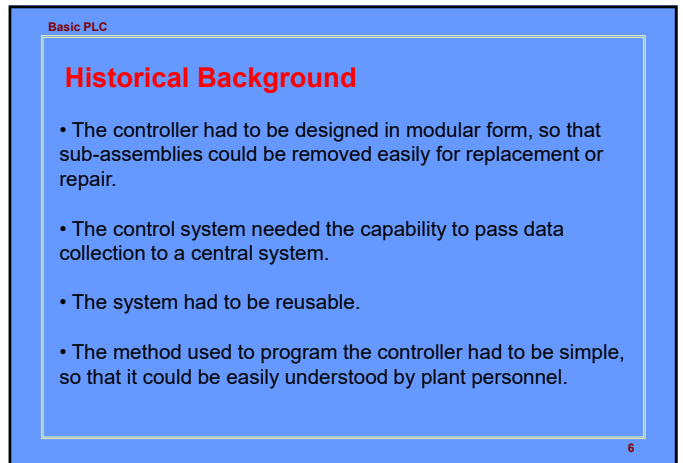 Basic PLC
Historical Background
• The controller had to be designed in modular form, so that
sub-assemblies could be removed easily for replacement or
repair.
• The control system needed the capability to pass data
collection to a central system.
• The system had to be reusable.
• The method used to program the controller had to be simple,
so that it could be easily understood by plant personnel.
6